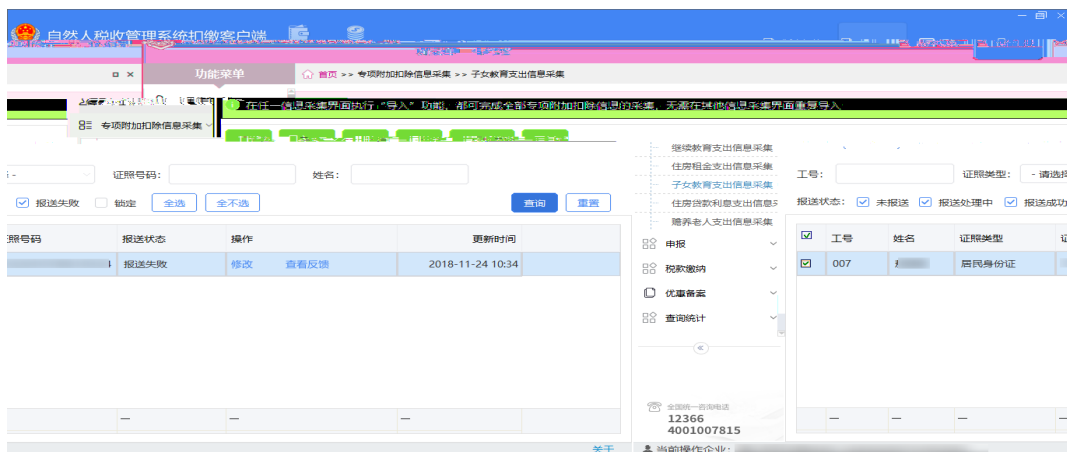 自然人税收管理系统扣缴客户端
功能菜单
首页 >> 专项附加扣除信息采集 >> 子女教育支出信息采集
在任一信息采集界面执行“导入”功能，都可完成全部专项附加扣除信息的采集，无需在其他信息采集界面重复导入
专项附加扣除信息采集
证照号码:
姓名:
报送失败 锁定 全选 全不选 查询 重置
证照号码 报送状态 操作 更新时间
4 报送失败 修改 查看反馈 2018-11-24 10:34
— — —
关于
继续教育支出信息采集
住房租金支出信息采集
子女教育支出信息采集
住房贷款利息支出信息
赡养老人支出信息采集
申报
税款缴纳
优惠备案
查询统计
全国统一咨询电话
12366
4001007815
工号: 证照类型: - 请选择
报送状态: 未报送 报送处理中 报送成功
工号 姓名 证照类型
007 居民身份证
— — — —
当前操作企业: